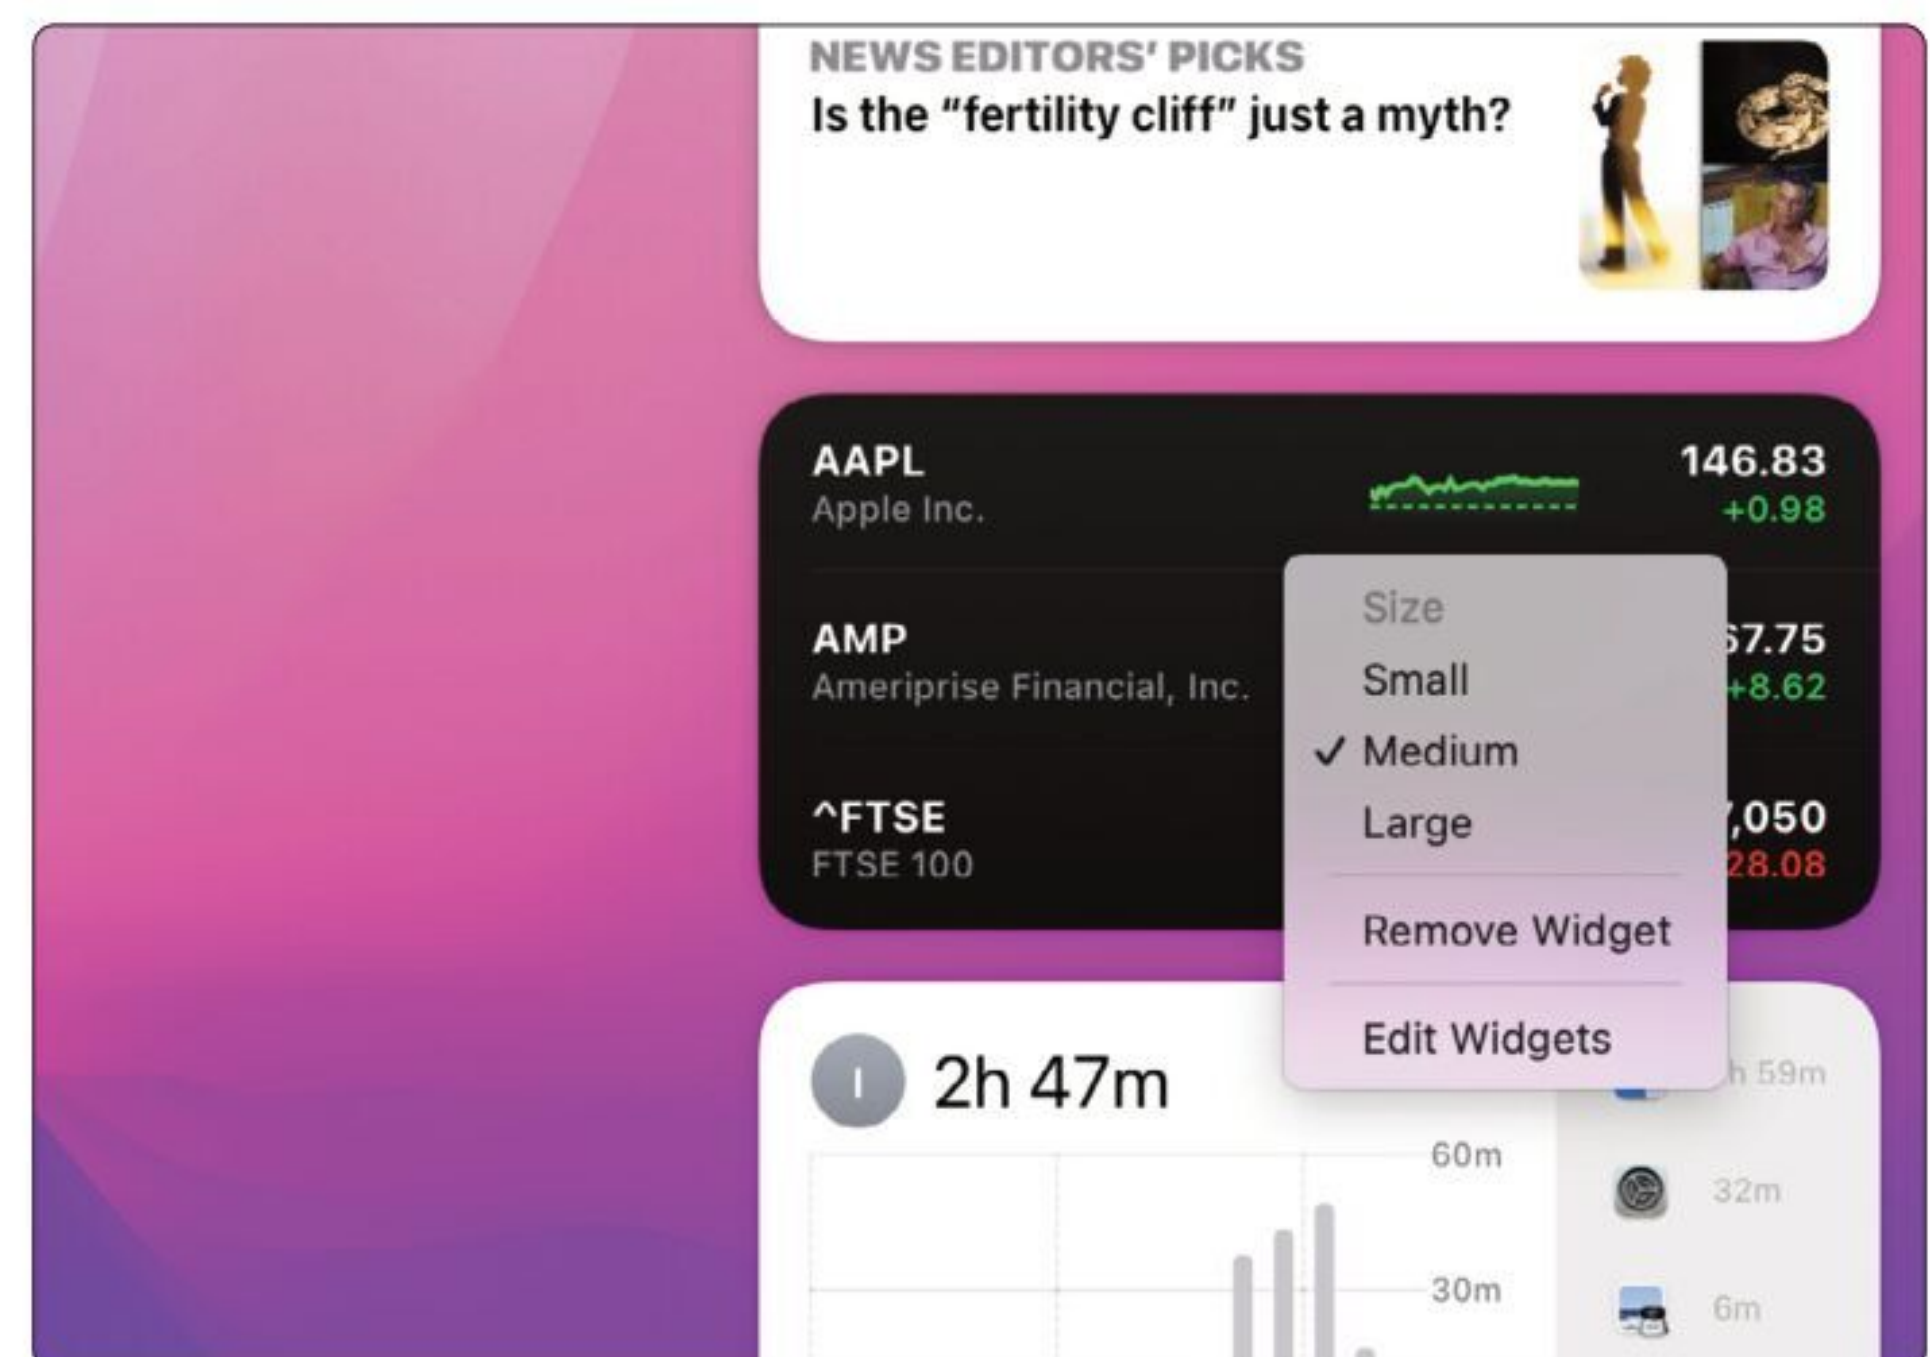 NEWS EDITORS' PICKS
Is the “fertility cliff” just a myth?
AAPL
146.83
Apple Inc.
+0.98
Size
AMP
67.75
Small
Ameriprise Financial, Inc.
+8.62
Medium
^FTSE
,050
Large
FTSE 100
28.08
Remove Widget
Edit Widgets
I
2h 47m
h 59m
60m
32m
30m
6m